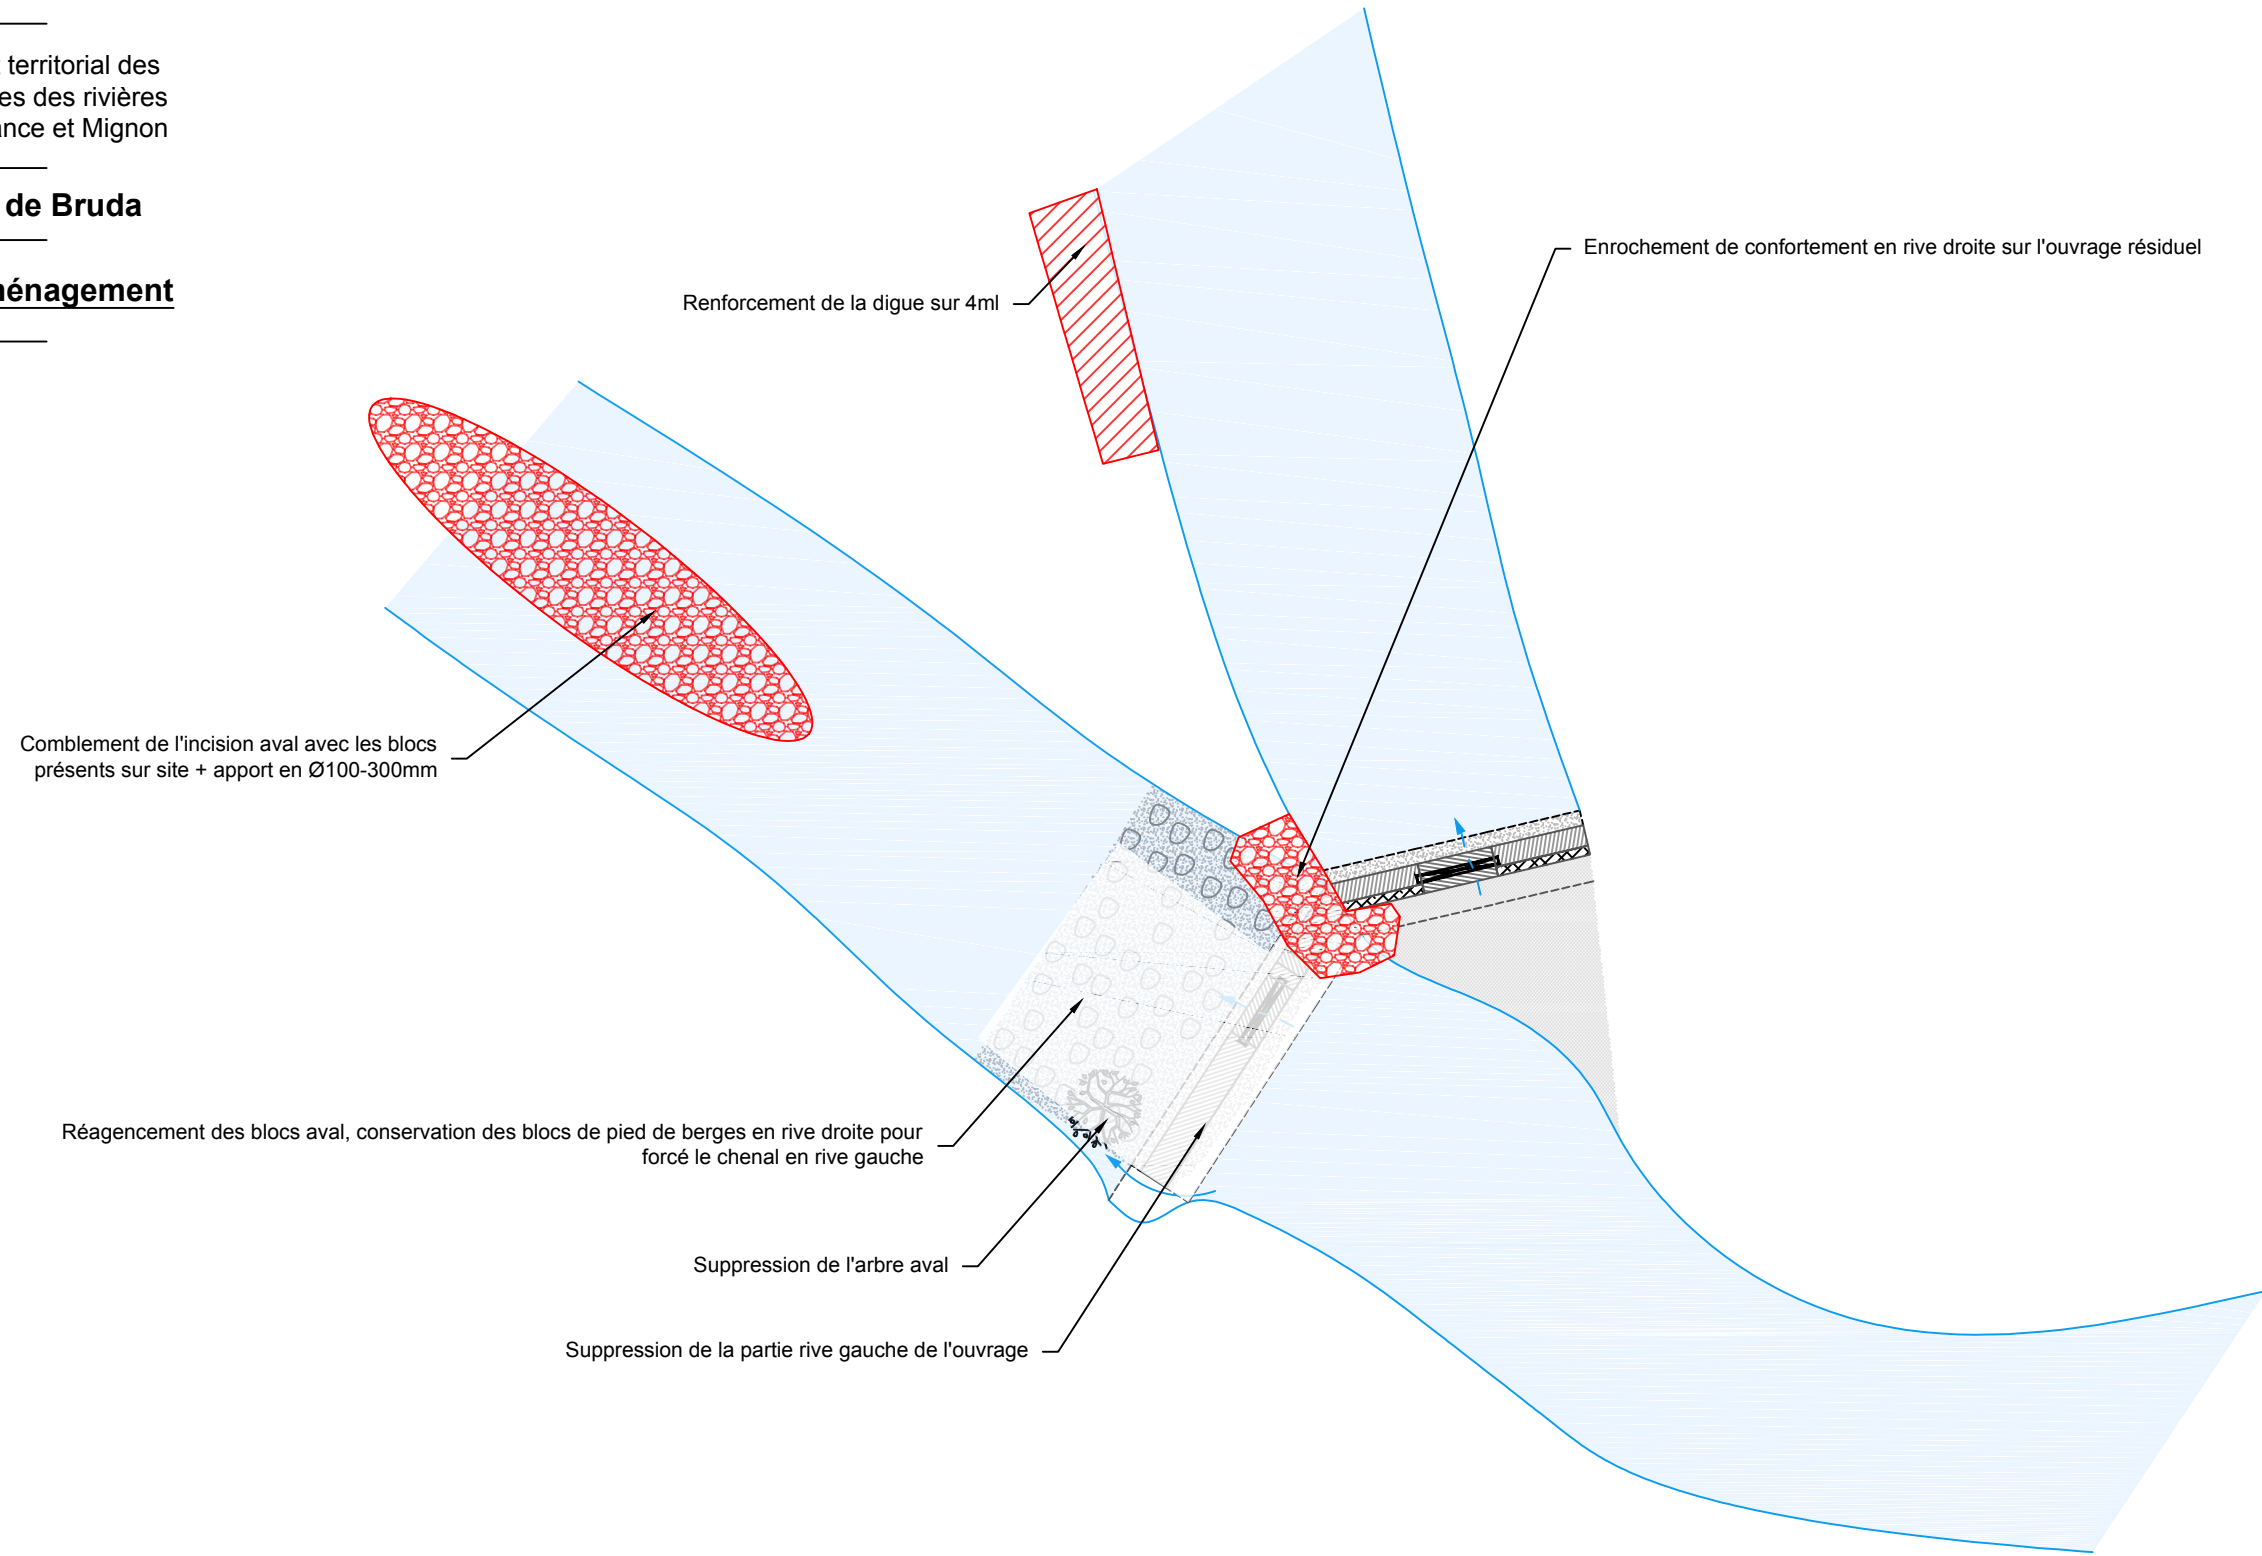 territorial des
es des rivières
ance et Mignon
de Bruda
ménagement
Enrochement de confortement en rive droite sur l'ouvrage résiduel
Renforcement de la digue sur 4ml
Comblement de l'incision aval avec les blocs
présents sur site + apport en Ø100-300mm
Réagencement des blocs aval, conservation des blocs de pied de berges en rive droite pour
forcé le chenal en rive gauche
Suppression de l'arbre aval
Suppression de la partie rive gauche de l'ouvrage